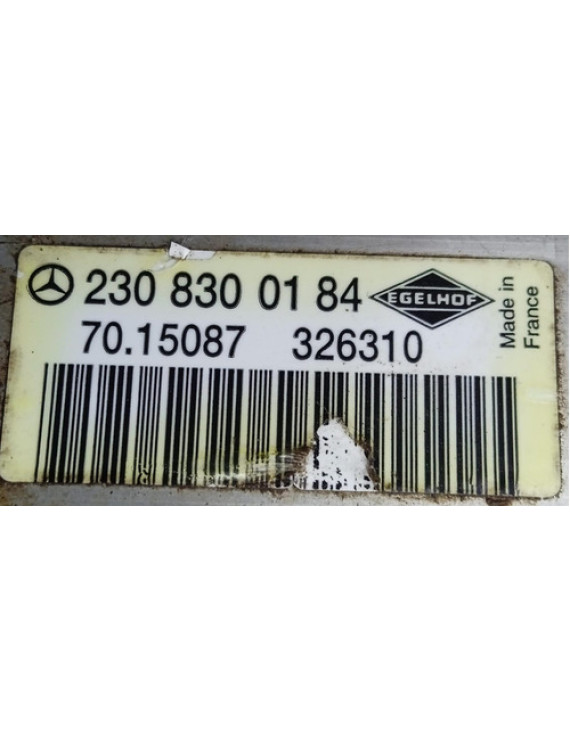 230 830 01 84 EGELHOF
70.15087 326310
Made in
France